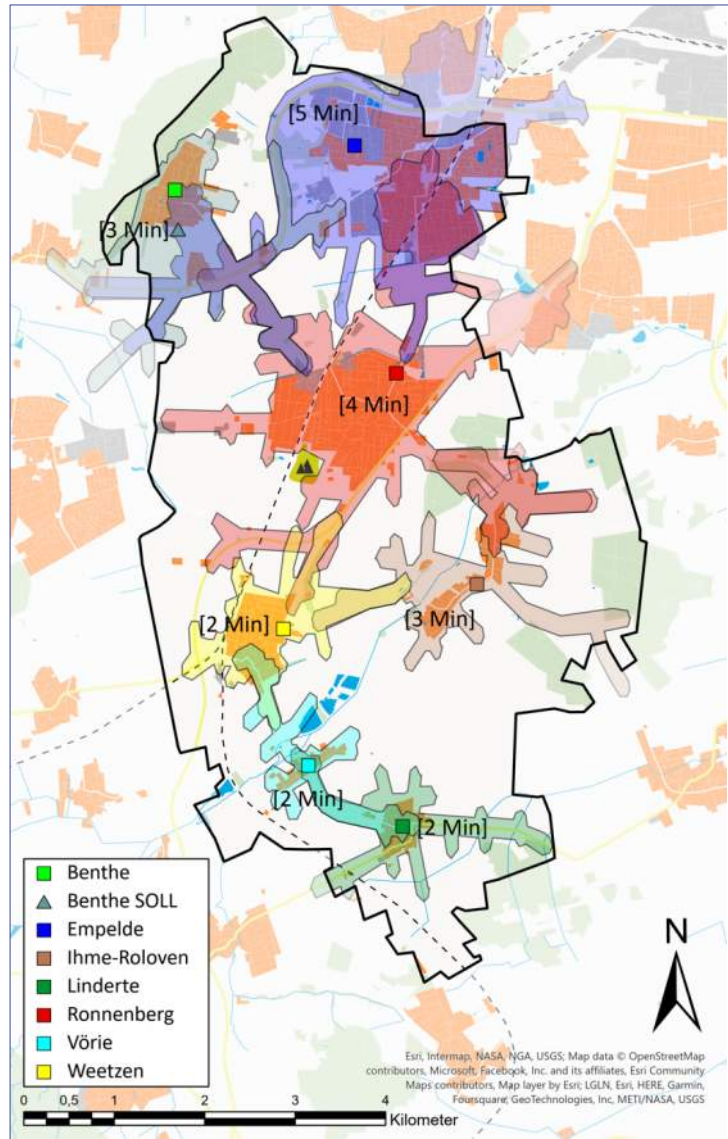 [5 Min]
[3 Min]
[4 Min]
[2 Min]
[3 Min]
[2 Min]
[2 Min]
Benthe
Benthe SOLL
Empelde
Ihme-Roloven
Linderte
Ronnenberg
Vörie
Weetzen
N
Esri, Intermap, NASA, NGA, USGS; Map data © OpenStreetMap
contributors, Microsoft, Facebook, Inc. and its affiliates, Esri Community
Maps contributors, Map layer by Esri; LGLN, Esri, HERE, Garmin,
Foursquare, GeoTechnologies, Inc, METI/NASA, USGS
0 0,5 1 2 3 4
Kilometer